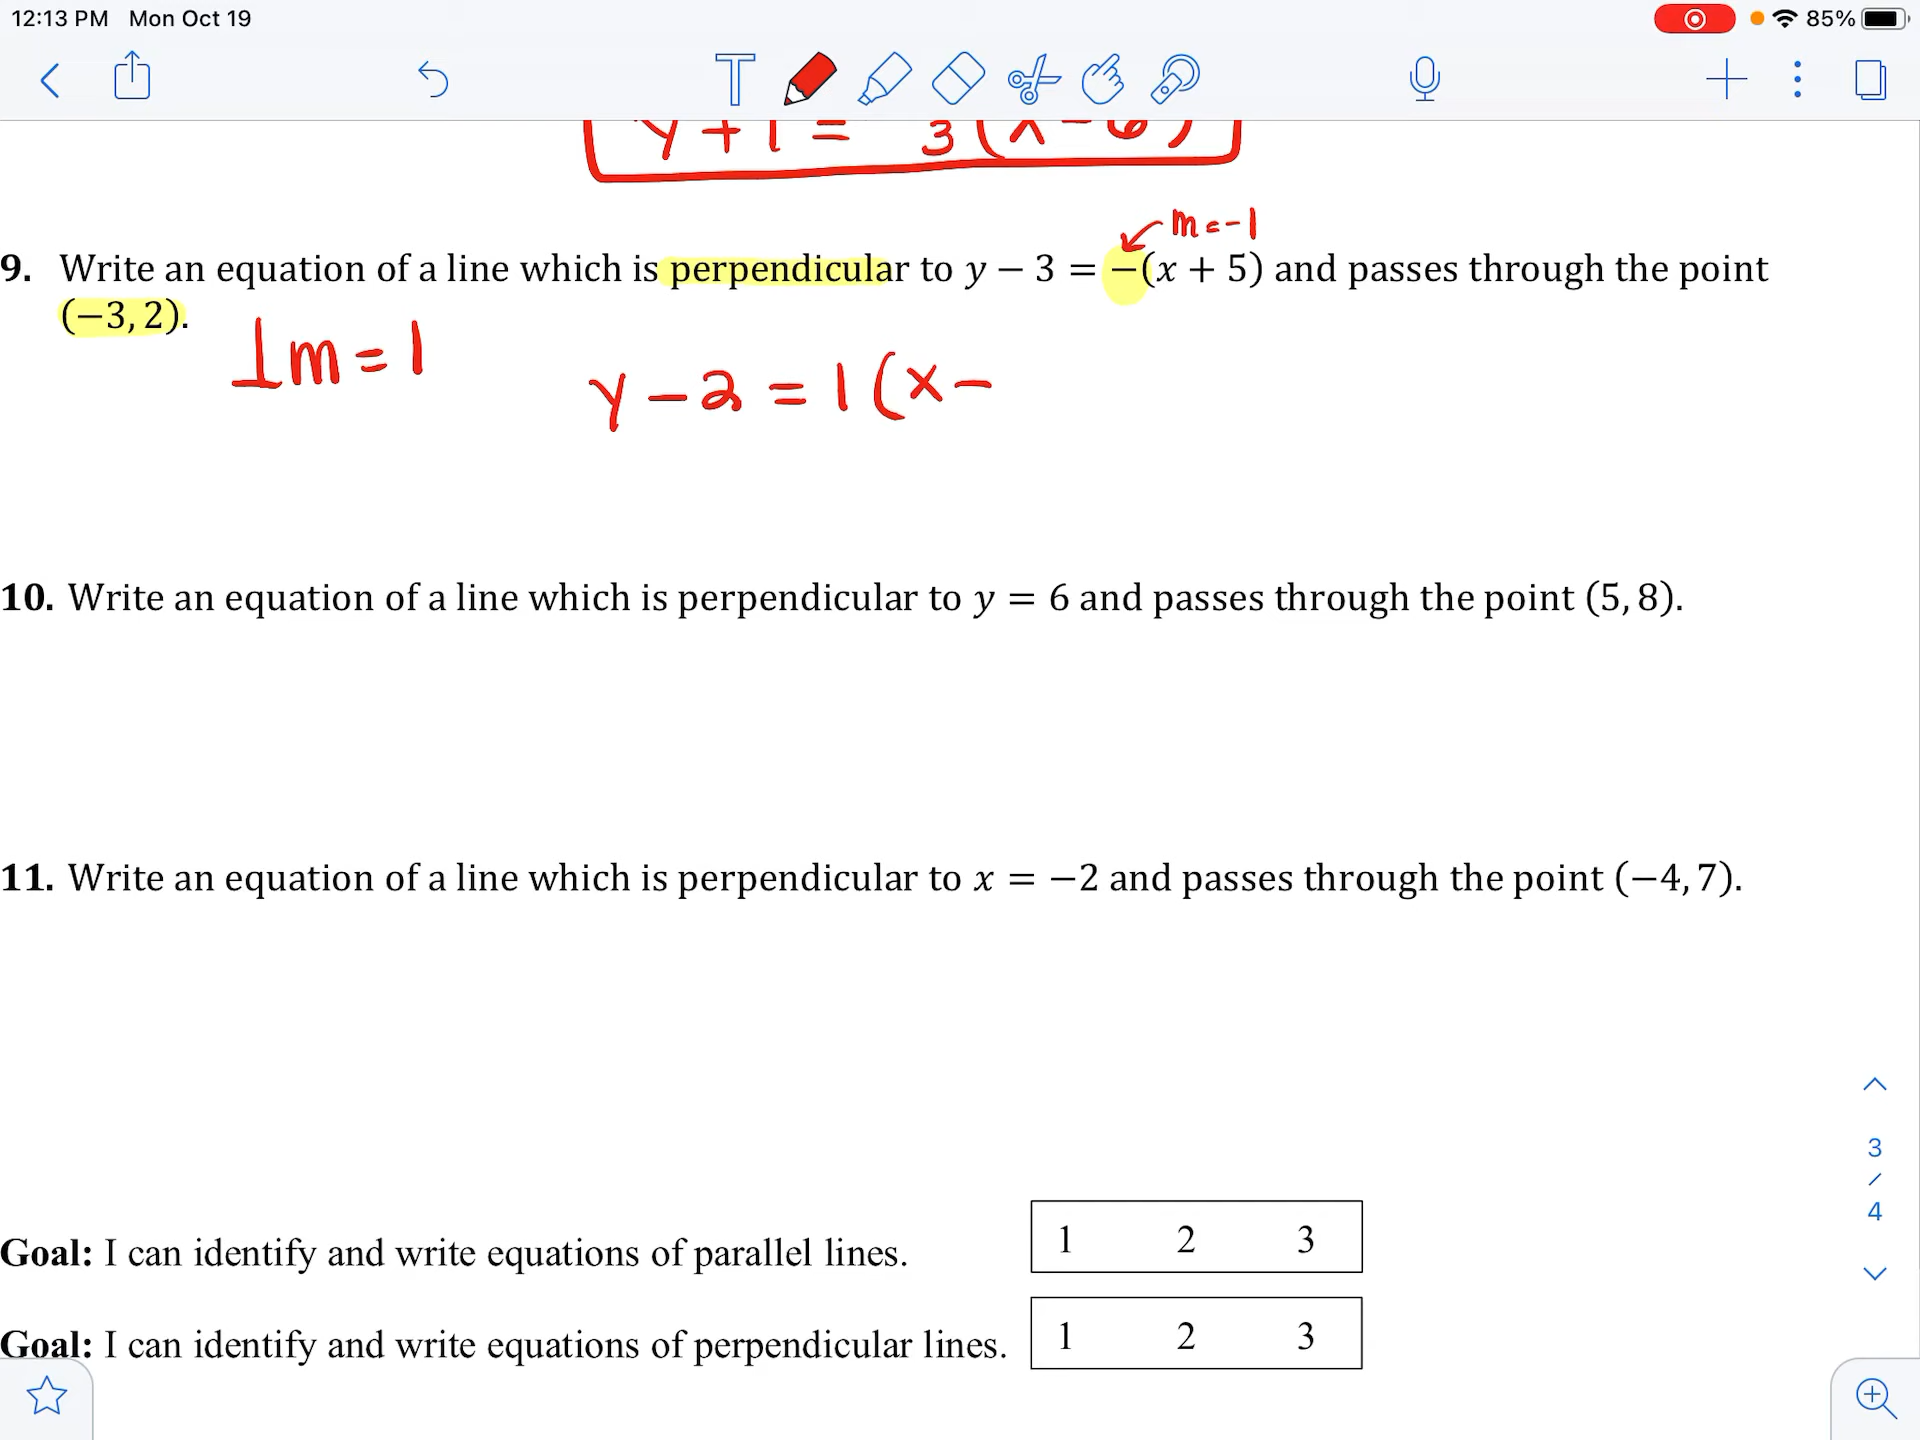 12:13 PM Mon Oct 19
85%
T
y + 1 = 3(x - 6)
m = -1
9. Write an equation of a line which is perpendicular to y − 3 = −(x + 5) and passes through the point
(−3, 2).
⊥m = 1
y - 2 = 1(x -
10. Write an equation of a line which is perpendicular to y = 6 and passes through the point (5, 8).
11. Write an equation of a line which is perpendicular to x = −2 and passes through the point (−4, 7).
3
/
4
Goal: I can identify and write equations of parallel lines.
1 2 3
Goal: I can identify and write equations of perpendicular lines.
1 2 3